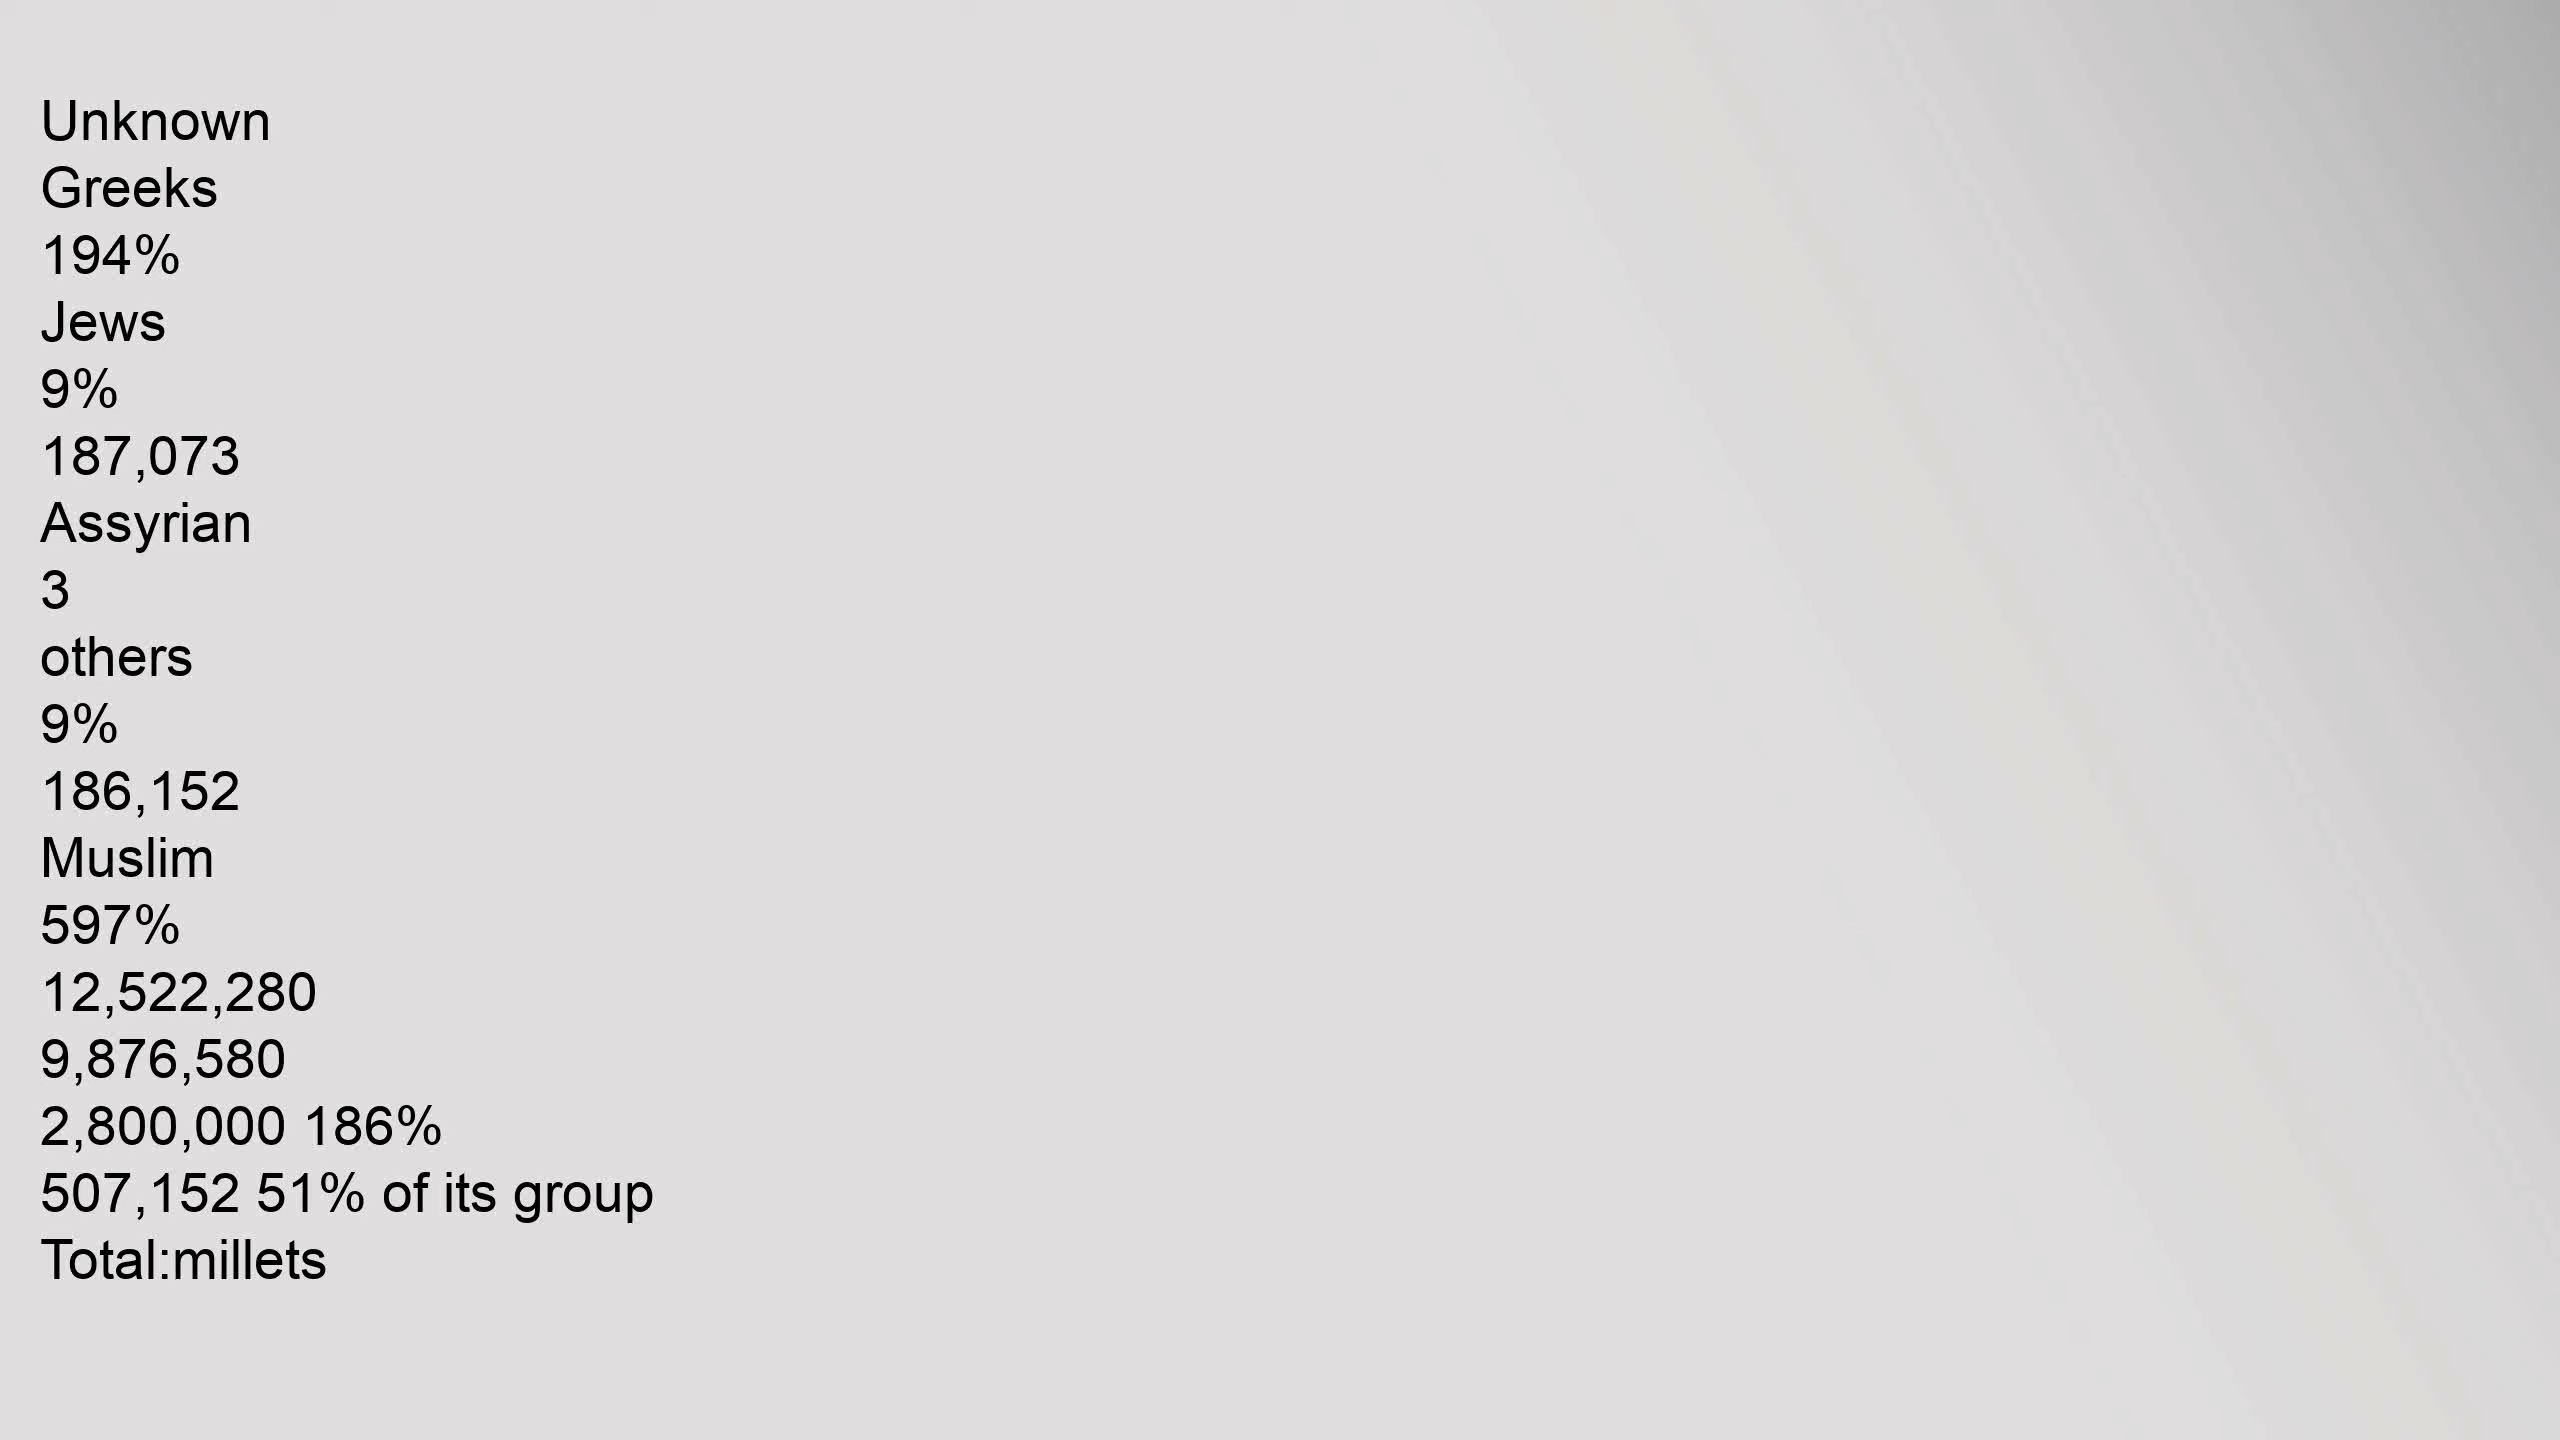 Unknown
Greeks
194%
Jews
9%
187,073
Assyrian
3
others
9%
186,152
Muslim
597%
12,522,280
9,876,580
2,800,000 186%
507,152 51% of its group
Total:millets